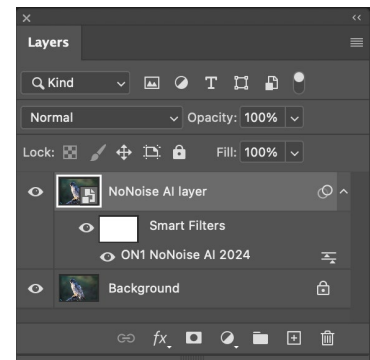 Layers
Kind
Normal Opacity: 100%
Lock: Fill: 100%
NoNoise AI layer
Smart Filters
ON1 NoNoise AI 2024
Background
fx